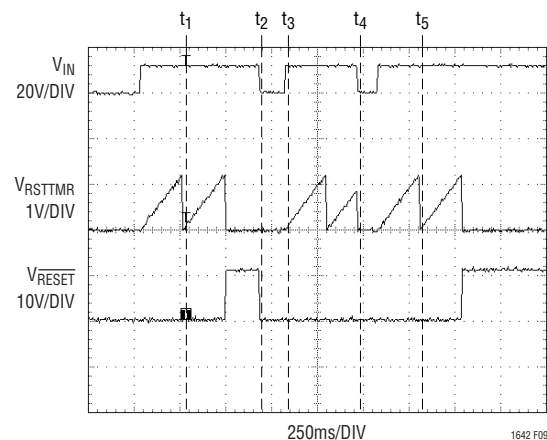 t1 t2 t3 t4 t5
VIN
20V/DIV
VRSTTMR
1V/DIV
VRESET
10V/DIV
250ms/DIV
1642 F09